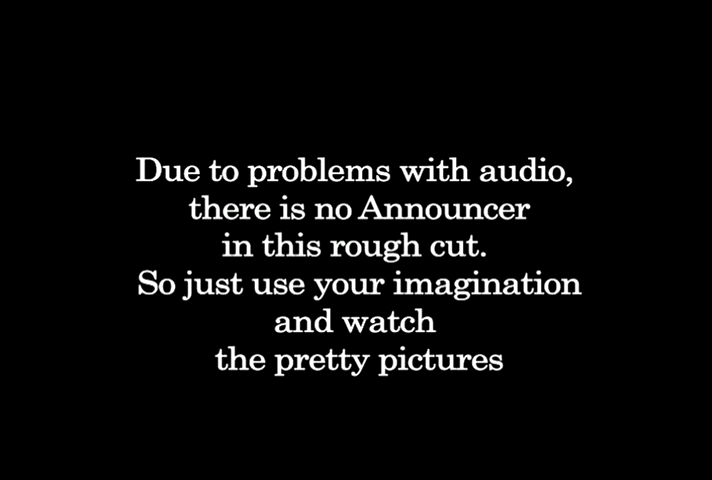 Due to problems with audio,
there is no Announcer
in this rough cut.
So just use your imagination
and watch
the pretty pictures